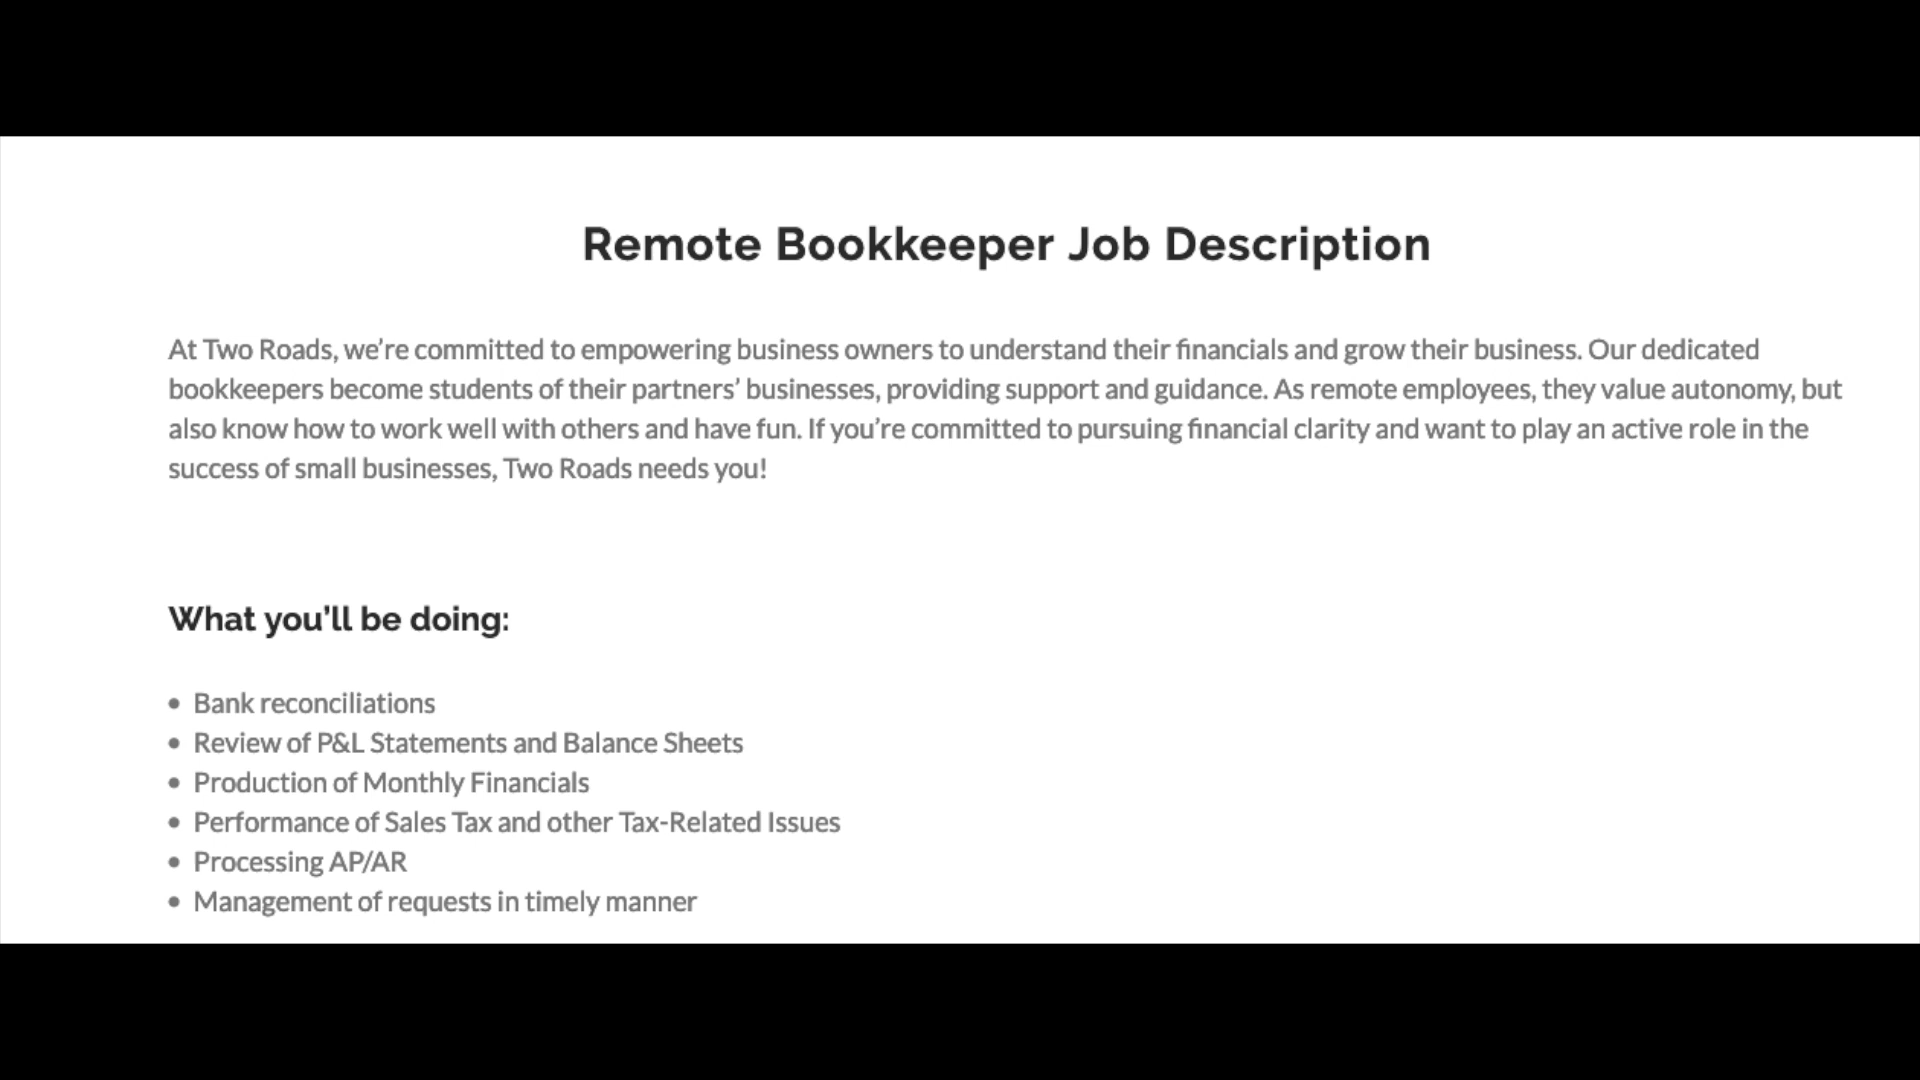 Remote Bookkeeper Job Description
At Two Roads, we’re committed to empowering business owners to understand their financials and grow their business. Our dedicated
bookkeepers become students of their partners’ businesses, providing support and guidance. As remote employees, they value autonomy, but
also know how to work well with others and have fun. If you’re committed to pursuing financial clarity and want to play an active role in the
success of small businesses, Two Roads needs you!
What you’ll be doing:
• Bank reconciliations
• Review of P&L Statements and Balance Sheets
• Production of Monthly Financials
• Performance of Sales Tax and other Tax-Related Issues
• Processing AP/AR
• Management of requests in timely manner